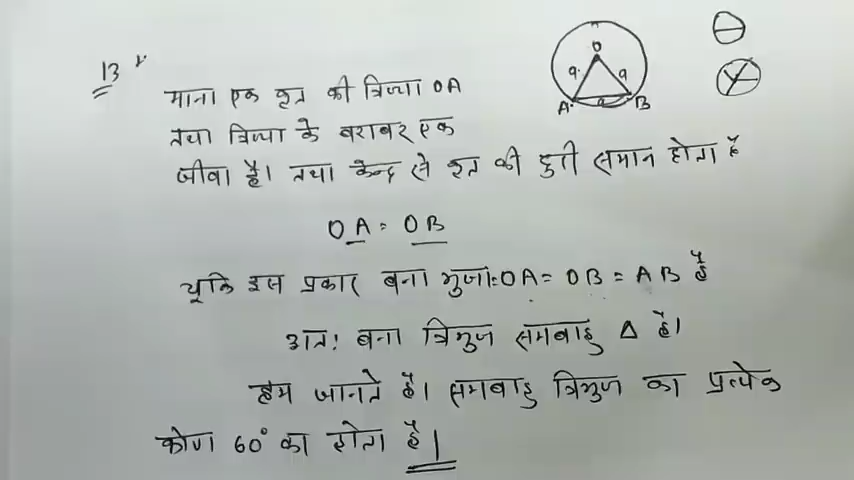 13
O
a a
A a B
माना एक वृत की त्रिज्या OA
तथा त्रिज्या के बराबर एक
जीवा है। तथा केन्द्र से वृत की दुरी समान होता है
OA = OB
चूकि इस प्रकार बना भुजा: OA = OB = AB है
अत: बना त्रिभुज समबाहु Δ है।
हम जानते है। समबाहु त्रिभुज का प्रत्येक
कोण 60° का होता है।